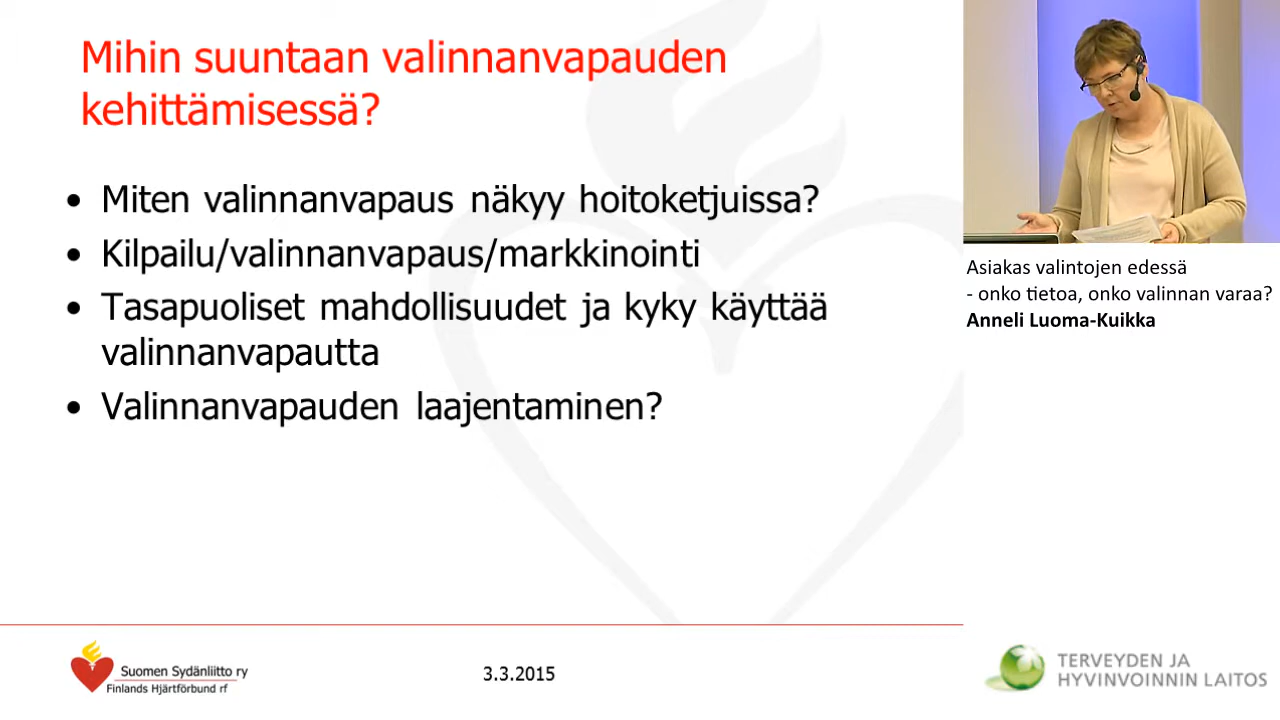 Mihin suuntaan valinnanvapauden
kehittämisessä?
• Miten valinnanvapaus näkyy hoitoketjuissa?
• Kilpailu/valinnanvapaus/markkinointi
• Tasapuoliset mahdollisuudet ja kyky käyttää
valinnanvapautta
• Valinnanvapauden laajentaminen?
Asiakas valintojen edessä
- onko tietoa, onko valinnan varaa?
Anneli Luoma-Kuikka
Suomen Sydänliitto ry
Finlands Hjärtförbund rf
3.3.2015
TERVEYDEN JA
HYVINVOINNIN LAITOS